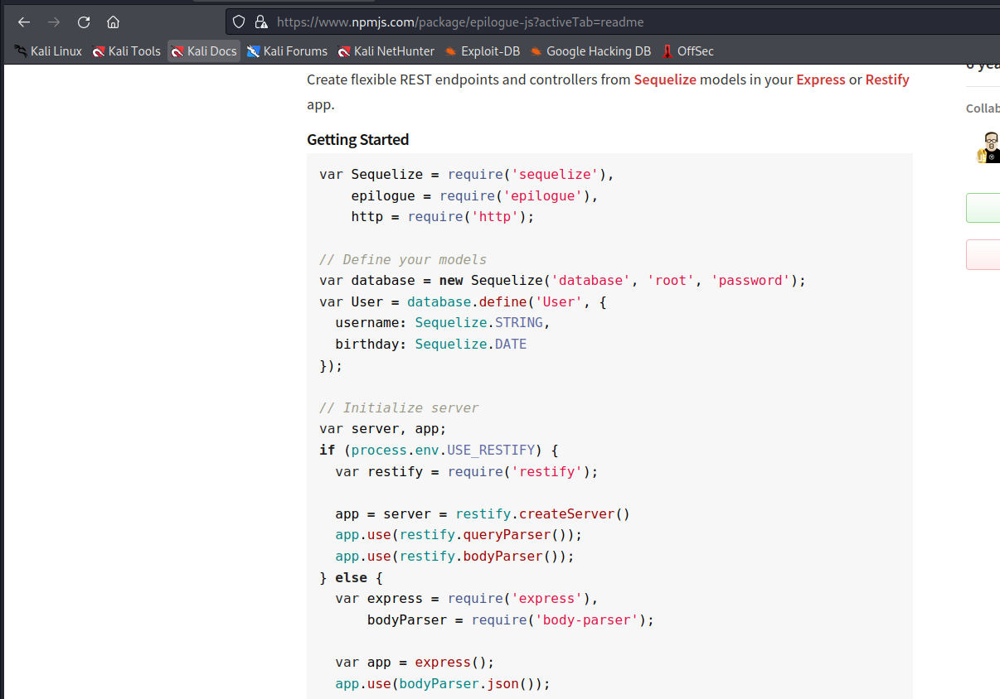 https://www.npmjs.com/package/epilogue-js?activeTab=readme
Kali Linux Kali Tools Kali Docs Kali Forums Kali NetHunter Exploit-DB Google Hacking DB OffSec
Create flexible REST endpoints and controllers from Sequelize models in your Express or Restify
app.
Collab
Getting Started
var Sequelize = require('sequelize'),
    epilogue = require('epilogue'),
    http = require('http');
// Define your models
var database = new Sequelize('database', 'root', 'password');
var User = database.define('User', {
  username: Sequelize.STRING,
  birthday: Sequelize.DATE
});
// Initialize server
var server, app;
if (process.env.USE_RESTIFY) {
  var restify = require('restify');
  app = server = restify.createServer()
  app.use(restify.queryParser());
  app.use(restify.bodyParser());
} else {
  var express = require('express'),
      bodyParser = require('body-parser');
  var app = express();
  app.use(bodyParser.json());